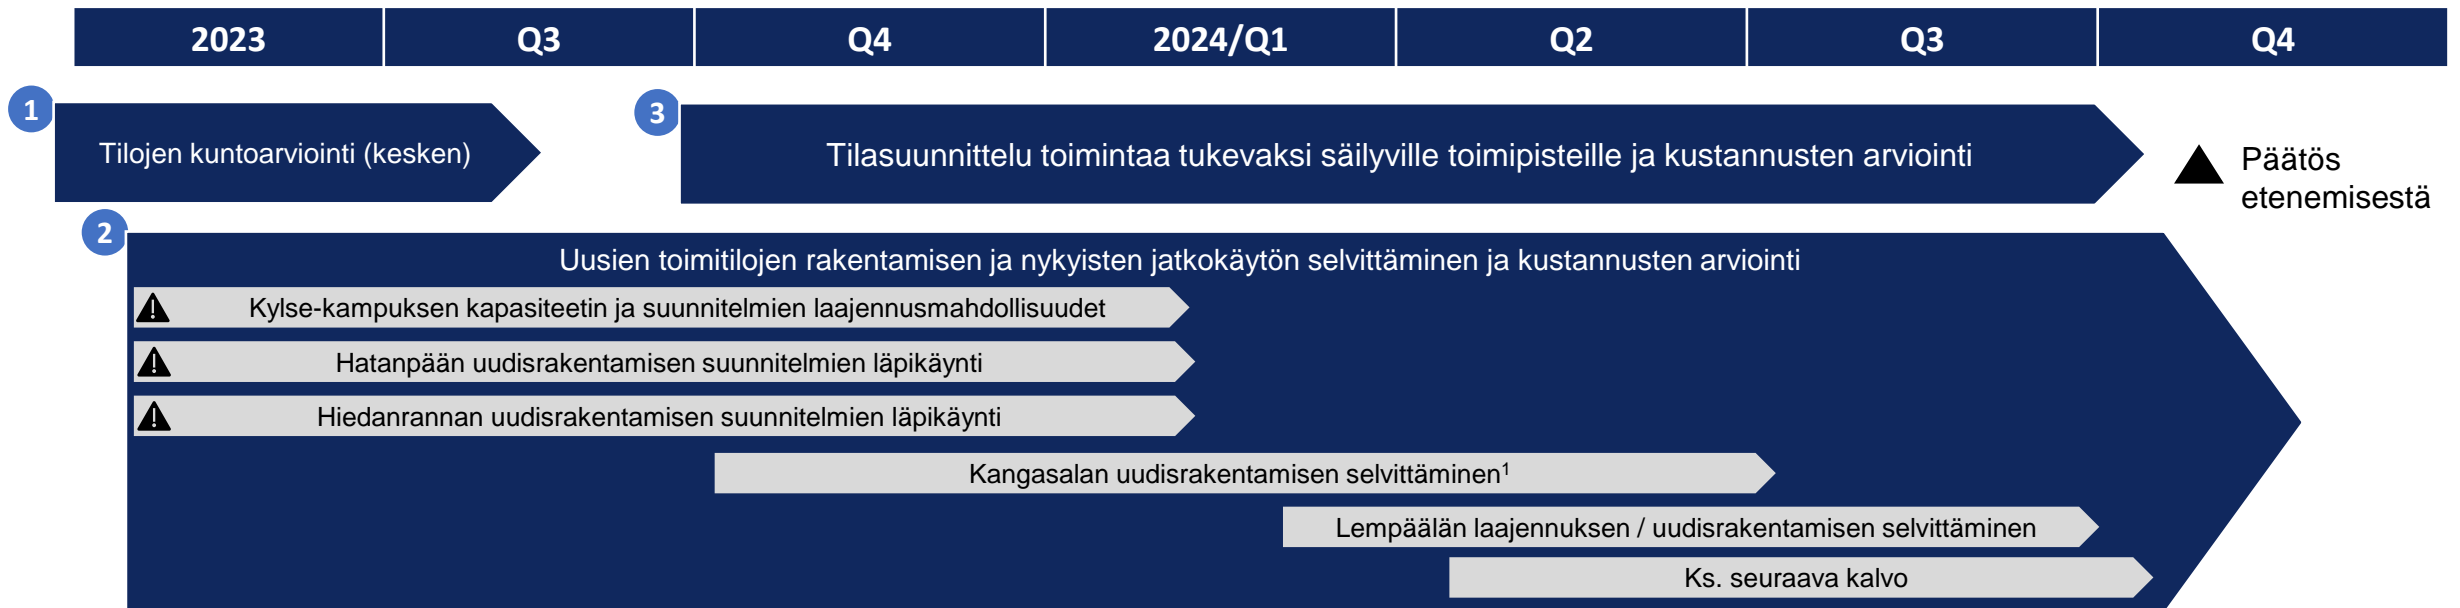 2023 Q3 Q4 2024/Q1 Q2 Q3 Q4
1
Tilojen kuntoarviointi (kesken)
3
Tilasuunnittelu toimintaa tukevaksi säilyville toimipisteille ja kustannusten arviointi
Päätös
etenemisestä
2
Uusien toimitilojen rakentamisen ja nykyisten jatkokäytön selvittäminen ja kustannusten arviointi
Kylse-kampuksen kapasiteetin ja suunnitelmien laajennusmahdollisuudet
Hatanpään uudisrakentamisen suunnitelmien läpikäynti
Hiedanrannan uudisrakentamisen suunnitelmien läpikäynti
Kangasalan uudisrakentamisen selvittäminen¹
Lempäälän laajennuksen / uudisrakentamisen selvittäminen
Ks. seuraava kalvo